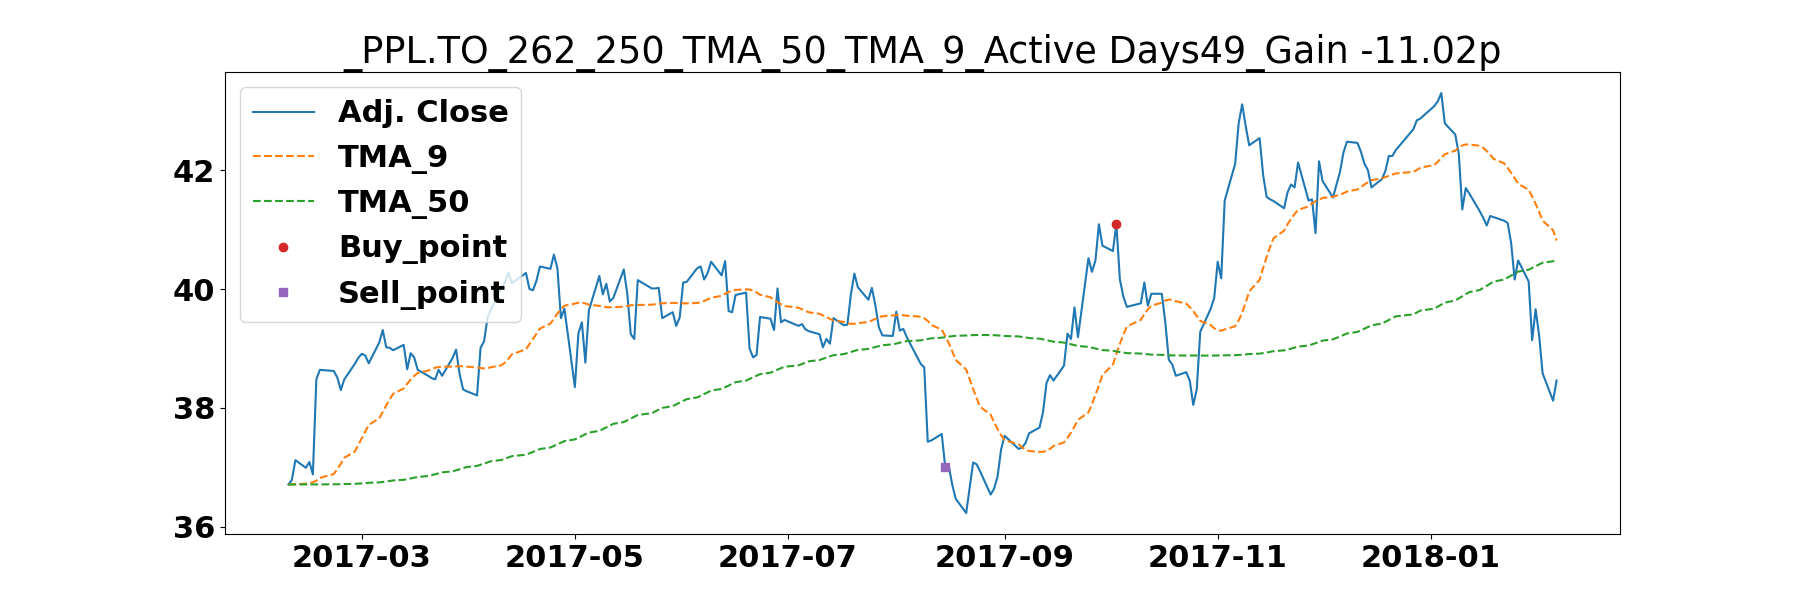 _PPL.TO_262_250_TMA_50_TMA_9_Active Days49_Gain -11.02p
Adj. Close
TMA_9
TMA_50
Buy_point
Sell_point
42
40
38
36
2017-03 2017-05 2017-07 2017-09 2017-11 2018-01